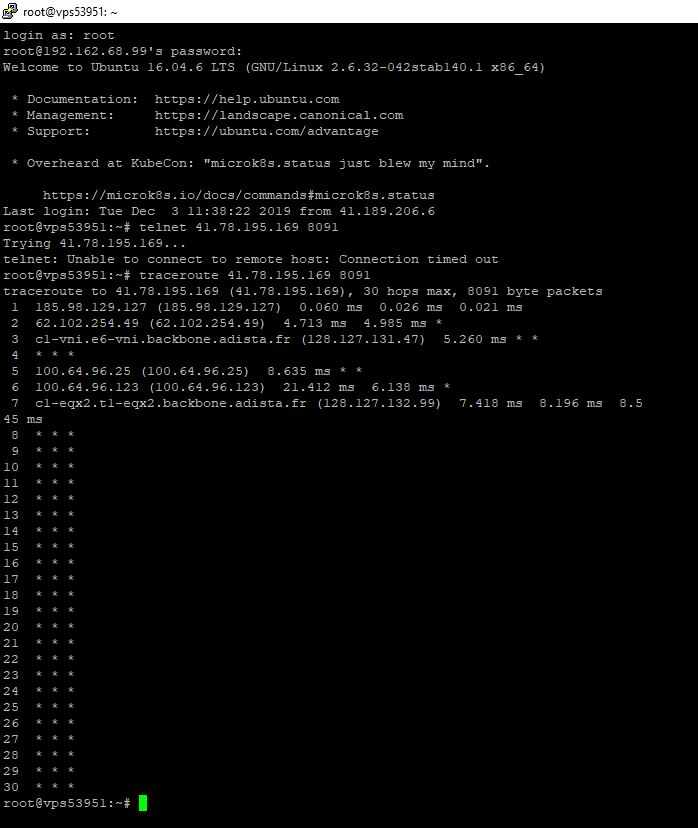 root@vps53951: ~
login as: root
root@192.162.68.99's password:
Welcome to Ubuntu 16.04.6 LTS (GNU/Linux 2.6.32-042stab140.1 x86_64)
* Documentation:  https://help.ubuntu.com
* Management:     https://landscape.canonical.com
* Support:        https://ubuntu.com/advantage
* Overheard at KubeCon: "microk8s.status just blew my mind".
https://microk8s.io/docs/commands#microk8s.status
Last login: Tue Dec  3 11:38:22 2019 from 41.189.206.6
root@vps53951:~# telnet 41.78.195.169 8091
Trying 41.78.195.169...
telnet: Unable to connect to remote host: Connection timed out
root@vps53951:~# traceroute 41.78.195.169 8091
traceroute to 41.78.195.169 (41.78.195.169), 30 hops max, 8091 byte packets
1  185.98.129.127 (185.98.129.127)  0.060 ms  0.026 ms  0.021 ms
2  62.102.254.49 (62.102.254.49)  4.713 ms  4.985 ms *
3  c1-vni.e6-vni.backbone.adista.fr (128.127.131.47)  5.260 ms * *
4  * * *
5  100.64.96.25 (100.64.96.25)  8.635 ms * *
6  100.64.96.123 (100.64.96.123)  21.412 ms  6.138 ms *
7  c1-eqx2.t1-eqx2.backbone.adista.fr (128.127.132.99)  7.418 ms  8.196 ms  8.5
45 ms
8  * * *
9  * * *
10  * * *
11  * * *
12  * * *
13  * * *
14  * * *
15  * * *
16  * * *
17  * * *
18  * * *
19  * * *
20  * * *
21  * * *
22  * * *
23  * * *
24  * * *
25  * * *
26  * * *
27  * * *
28  * * *
29  * * *
30  * * *
root@vps53951:~#